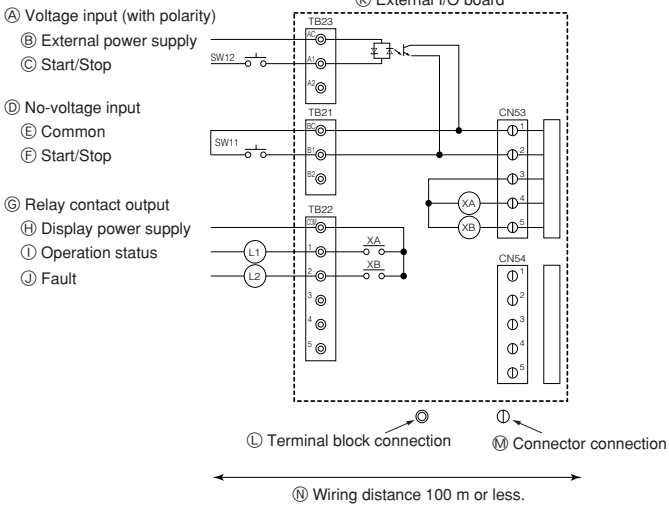 Ⓚ External I/O board
Ⓐ Voltage input (with polarity)
Ⓑ External power supply
Ⓒ Start/Stop
SW12
TB23
AC
A1
A2
Ⓓ No-voltage input
Ⓔ Common
Ⓕ Start/Stop
SW11
TB21
BC
B1
B2
CN53
1
2
3
4
5
XA
XB
Ⓖ Relay contact output
Ⓗ Display power supply
Ⓘ Operation status
Ⓙ Fault
L1
L2
TB22
COM
1
2
3
4
5
XA
XB
CN54
1
2
3
4
5
Ⓛ Terminal block connection
Ⓜ Connector connection
Ⓝ Wiring distance 100 m or less.